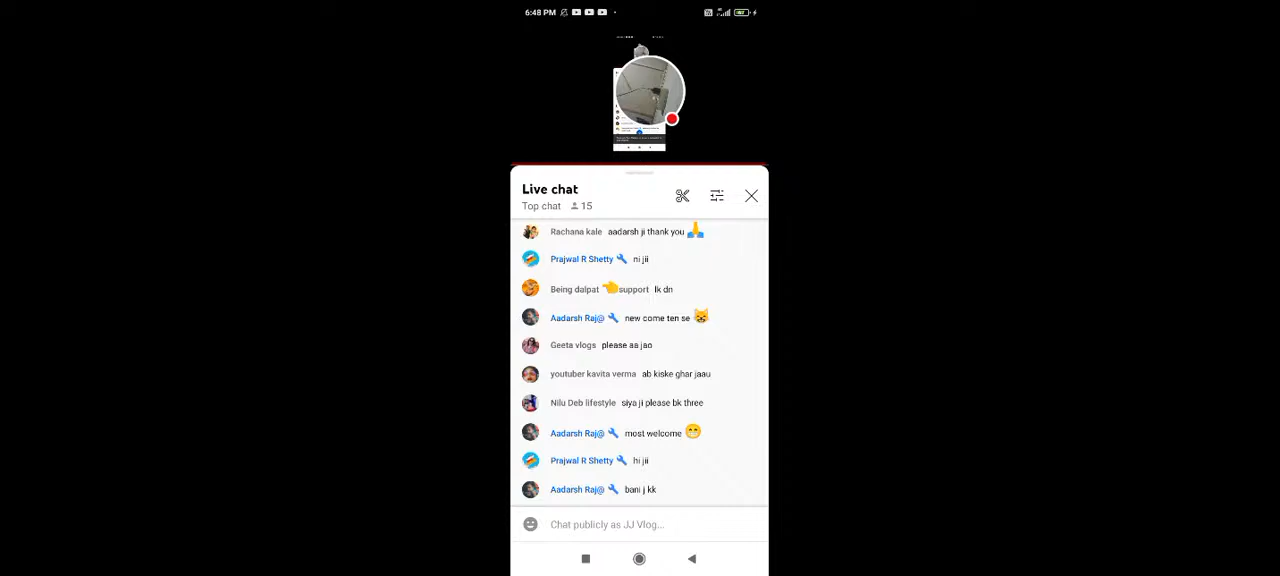 6:48 PM
Live chat
Top chat 15
Rachana kale aadarsh ji thank you 🙏
Prajwal R Shetty ni jii
Being dalpat 👈support lk dn
Aadarsh Raj@ new come ten se 😸
Geeta vlogs please aa jao
youtuber kavita verma ab kiske ghar jaau
Nilu Deb lifestyle siya ji please bk three
Aadarsh Raj@ most welcome 😁
Prajwal R Shetty hi jii
Aadarsh Raj@ bani j kk
Chat publicly as JJ Vlog...